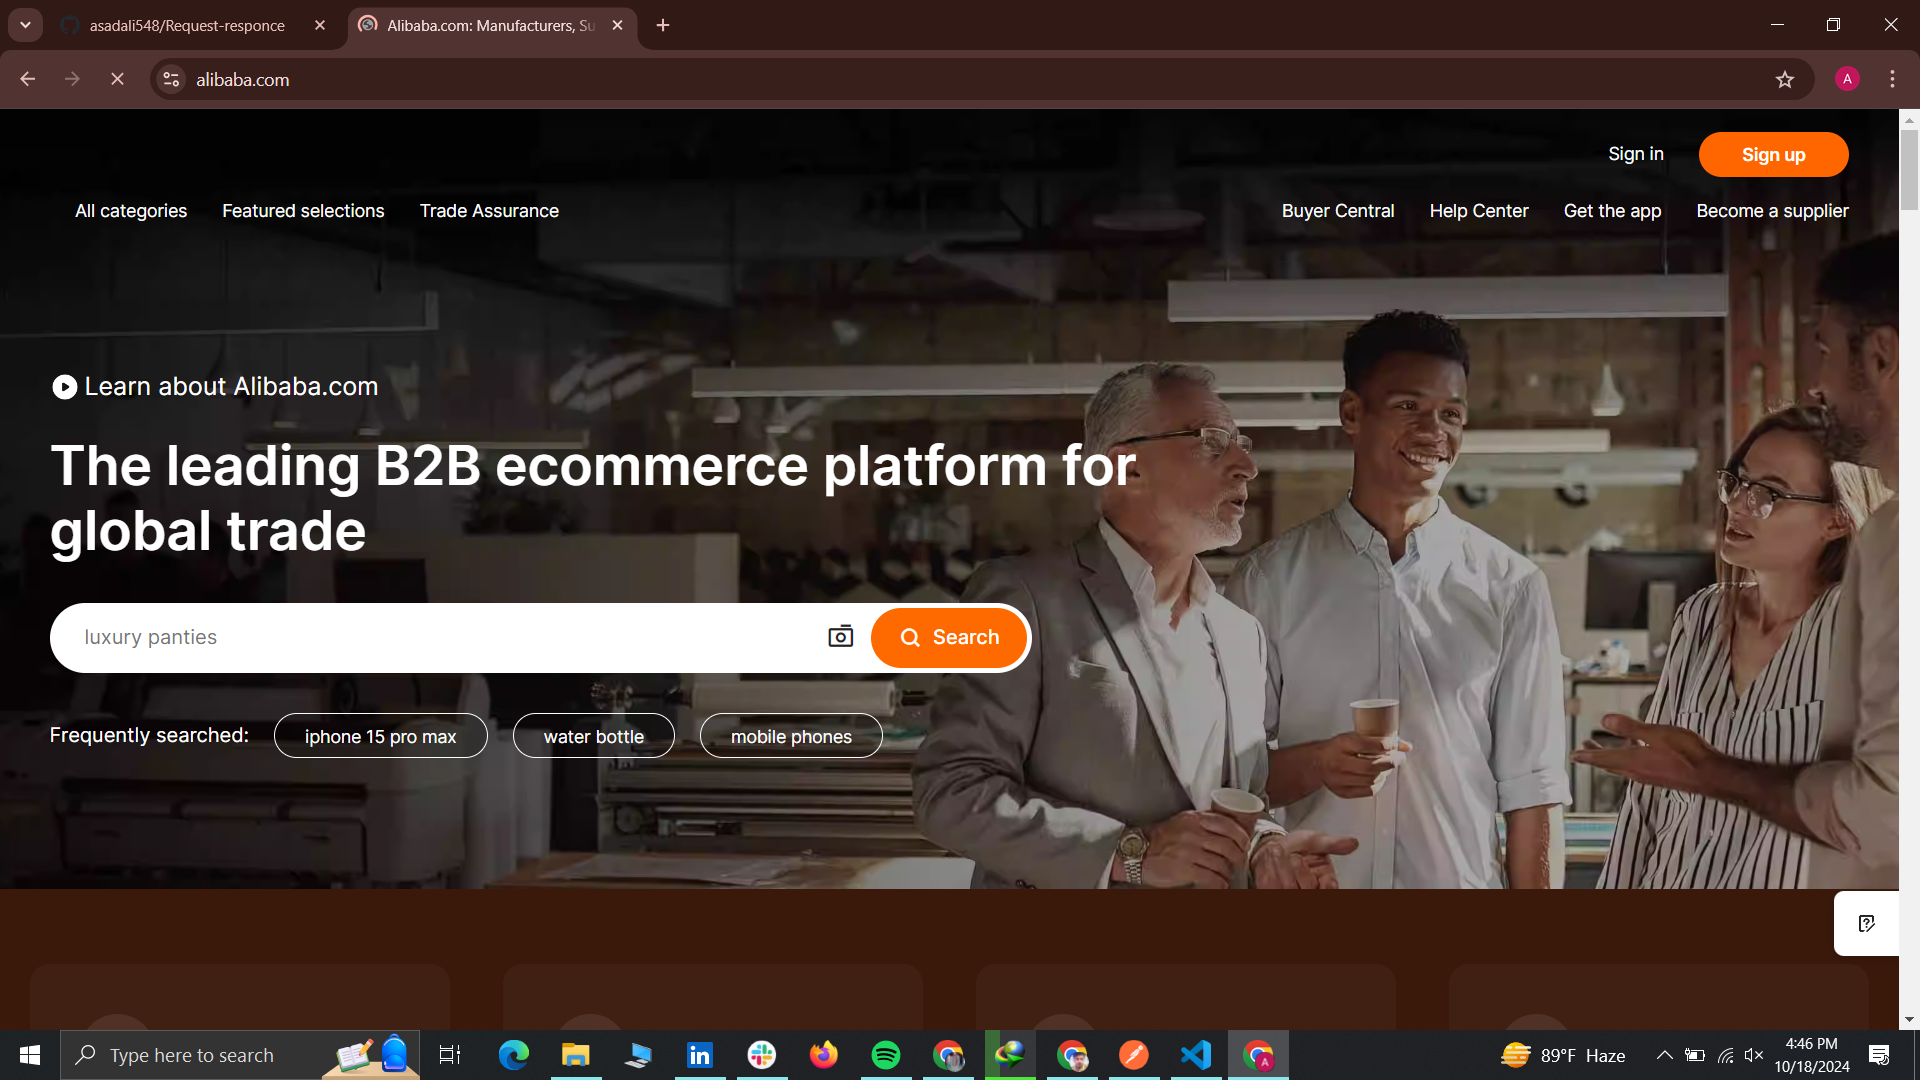 asadali548/Request-responce
Alibaba.com: Manufacturers, Su
alibaba.com
A
Sign in
Sign up
All categories
Featured selections
Trade Assurance
Buyer Central
Help Center
Get the app
Become a supplier
Learn about Alibaba.com
The leading B2B ecommerce platform for
global trade
luxury panties
Search
Frequently searched:
iphone 15 pro max
water bottle
mobile phones
Type here to search
89°F Haze
4:46 PM
10/18/2024